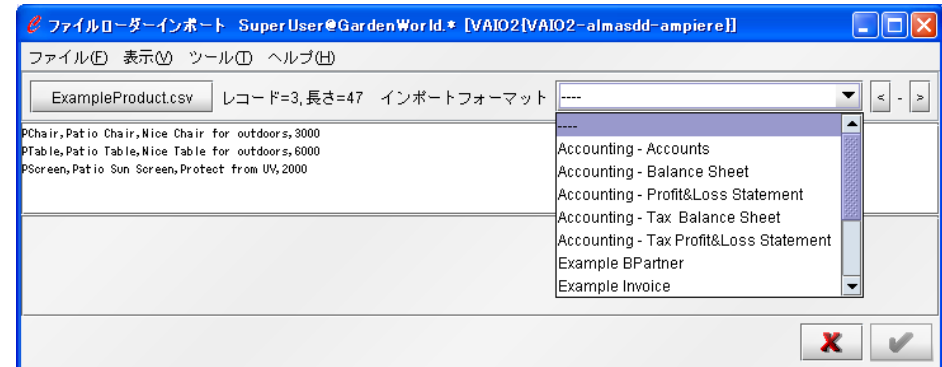 ファイルローダーインポート SuperUser@GardenWorld.* [VAIO2{VAIO2-almasdd-ampiere}]
ファイル(F) 表示(V) ツール(T) ヘルプ(H)
ExampleProduct.csv レコード=3,長さ=47 インポートフォーマット ---- < - >
PChair,Patio Chair,Nice Chair for outdoors,3000
PTable,Patio Table,Nice Table for outdoors,6000
PScreen,Patio Sun Screen,Protect from UV,2000
----
Accounting - Accounts
Accounting - Balance Sheet
Accounting - Profit&Loss Statement
Accounting - Tax Balance Sheet
Accounting - Tax Profit&Loss Statement
Example BPartner
Example Invoice